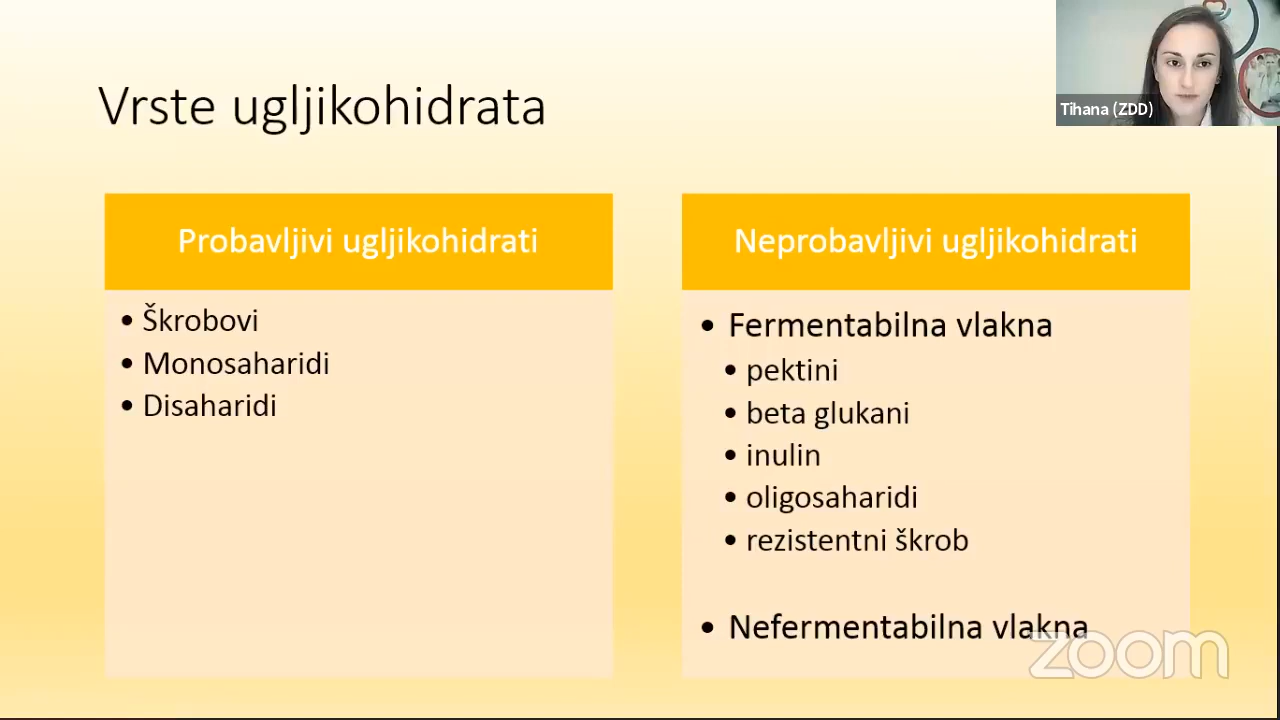 Vrste ugljikohidrata
Tihana (ZDD)
Probavljivi ugljikohidrati
• Škrobovi
• Monosaharidi
• Disaharidi
Neprobavljivi ugljikohidrati
• Fermentabilna vlakna
• pektini
• beta glukani
• inulin
• oligosaharidi
• rezistentni škrob
• Nefermentabilna vlakna
zoom